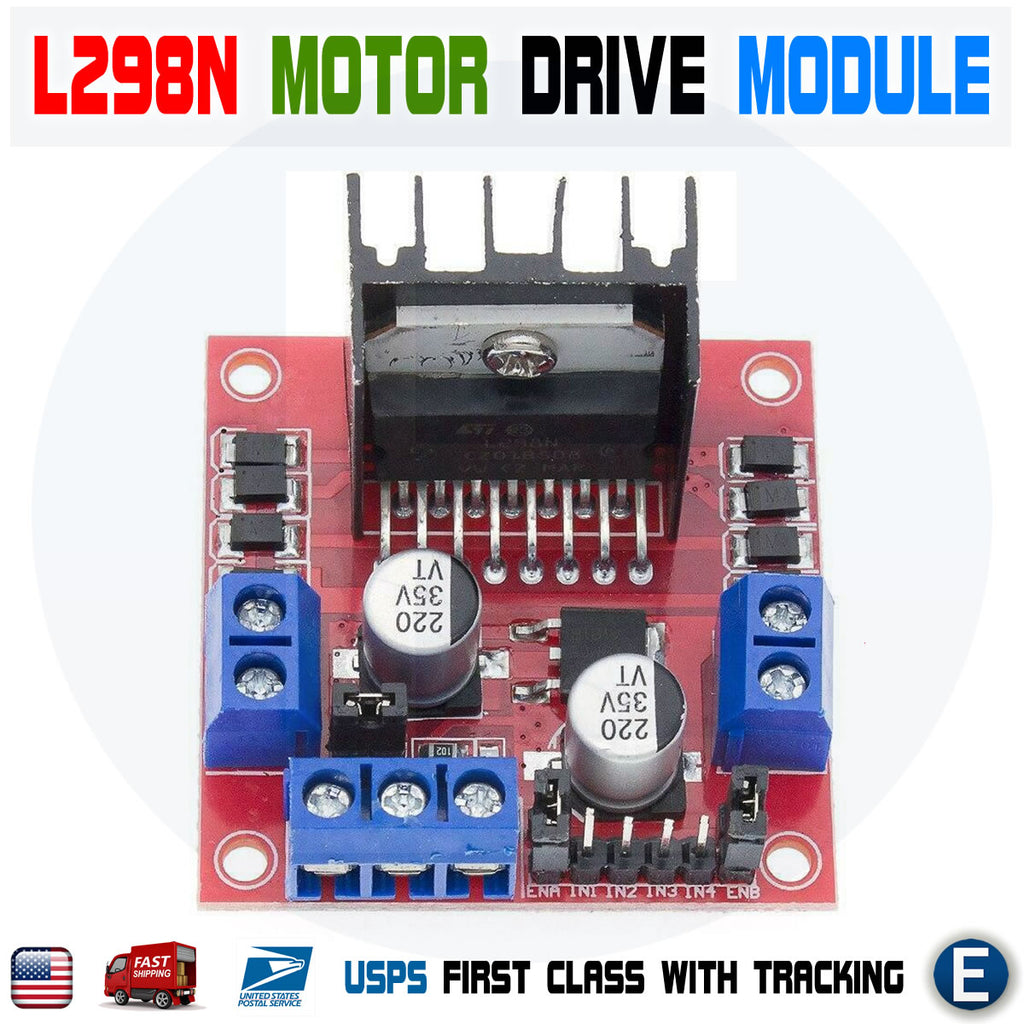 L298N MOTOR DRIVE MODULE
L298N
VT
35V
220
VT
35V
220
102
ENA IN1 IN2 IN3 IN4 ENB
FAST
SHIPPING
UNITED STATES
POSTAL SERVICE
USPS FIRST CLASS WITH TRACKING
E